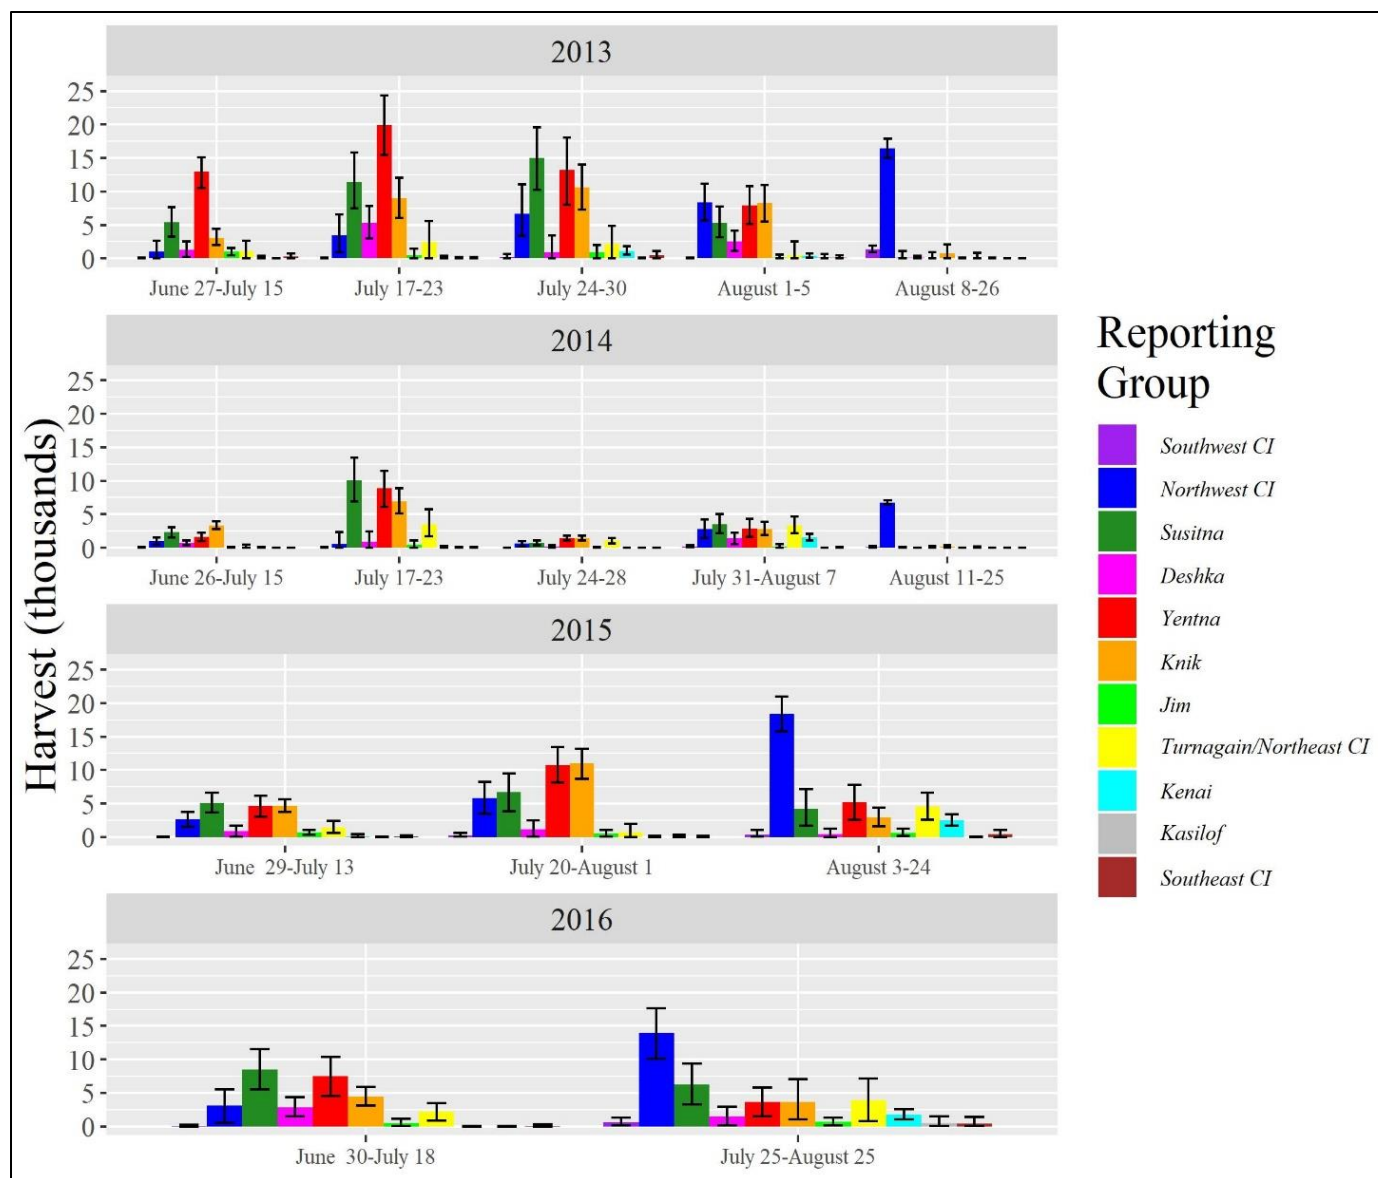 2013
25
20
15
10
5
0
June 27-July 15 July 17-23 July 24-30 August 1-5 August 8-26
2014
25
20
15
10
5
0
June 26-July 15 July 17-23 July 24-28 July 31-August 7 August 11-25
2015
25
20
15
10
5
0
June 29-July 13 July 20-August 1 August 3-24
2016
25
20
15
10
5
0
June 30-July 18 July 25-August 25
Harvest (thousands)
Reporting
Group
Southwest CI
Northwest CI
Susitna
Deshka
Yentna
Knik
Jim
Turnagain/Northeast CI
Kenai
Kasilof
Southeast CI